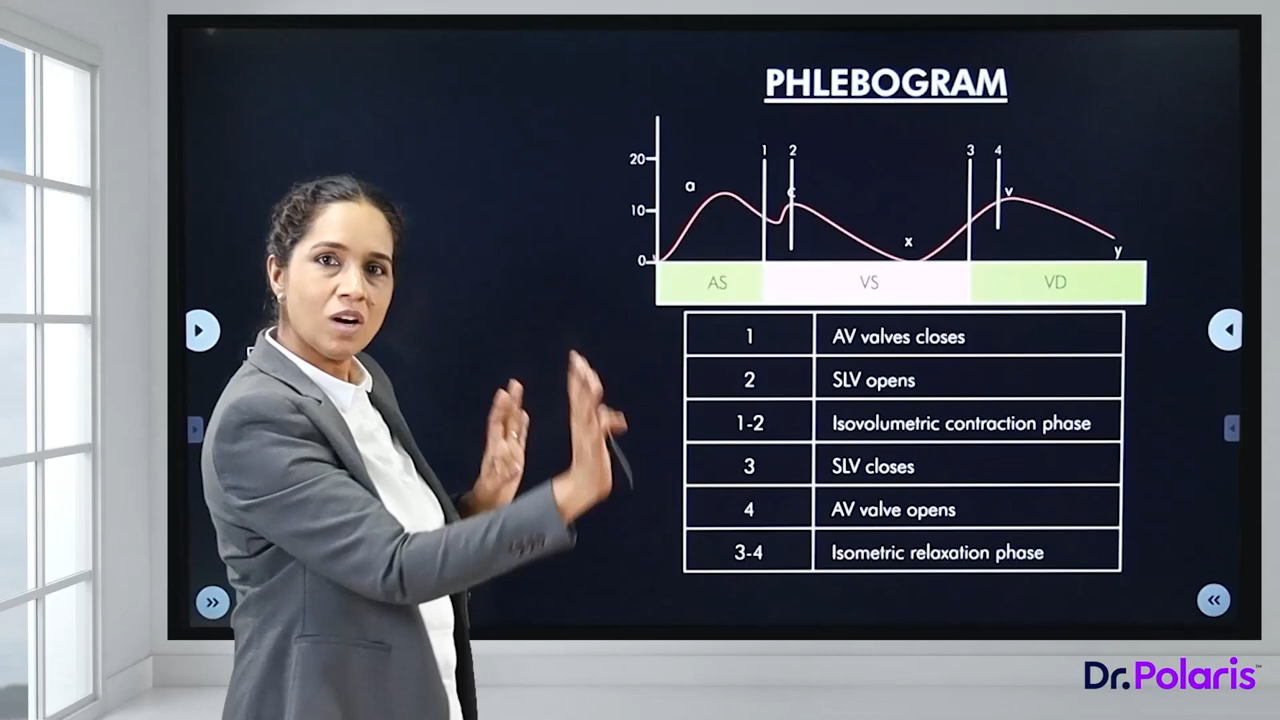 PHLEBOGRAM
1 2 3 4
20
a c v
10
x
y
0
AS VS VD
1 AV valves closes
2 SLV opens
1-2 Isovolumetric contraction phase
3 SLV closes
4 AV valve opens
3-4 Isometric relaxation phase
Dr.Polaris™